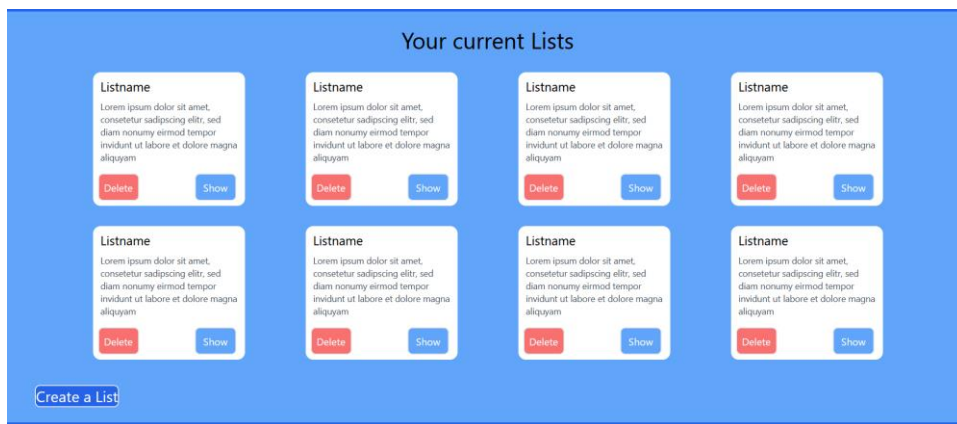 Your current Lists
Listname
Lorem ipsum dolor sit amet,
consetetur sadipscing elitr, sed
diam nonumy eirmod tempor
invidunt ut labore et dolore magna
aliquyam
Delete
Show
Listname
Lorem ipsum dolor sit amet,
consetetur sadipscing elitr, sed
diam nonumy eirmod tempor
invidunt ut labore et dolore magna
aliquyam
Delete
Show
Listname
Lorem ipsum dolor sit amet,
consetetur sadipscing elitr, sed
diam nonumy eirmod tempor
invidunt ut labore et dolore magna
aliquyam
Delete
Show
Listname
Lorem ipsum dolor sit amet,
consetetur sadipscing elitr, sed
diam nonumy eirmod tempor
invidunt ut labore et dolore magna
aliquyam
Delete
Show
Listname
Lorem ipsum dolor sit amet,
consetetur sadipscing elitr, sed
diam nonumy eirmod tempor
invidunt ut labore et dolore magna
aliquyam
Delete
Show
Listname
Lorem ipsum dolor sit amet,
consetetur sadipscing elitr, sed
diam nonumy eirmod tempor
invidunt ut labore et dolore magna
aliquyam
Delete
Show
Listname
Lorem ipsum dolor sit amet,
consetetur sadipscing elitr, sed
diam nonumy eirmod tempor
invidunt ut labore et dolore magna
aliquyam
Delete
Show
Listname
Lorem ipsum dolor sit amet,
consetetur sadipscing elitr, sed
diam nonumy eirmod tempor
invidunt ut labore et dolore magna
aliquyam
Delete
Show
Create a List